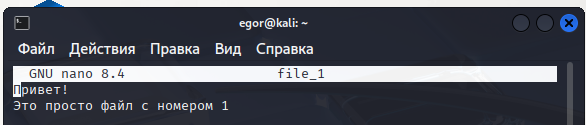 egor@kali: ~
Файл Действия Правка Вид Справка
GNU nano 8.4 file_1
Привет!
Это просто файл с номером 1